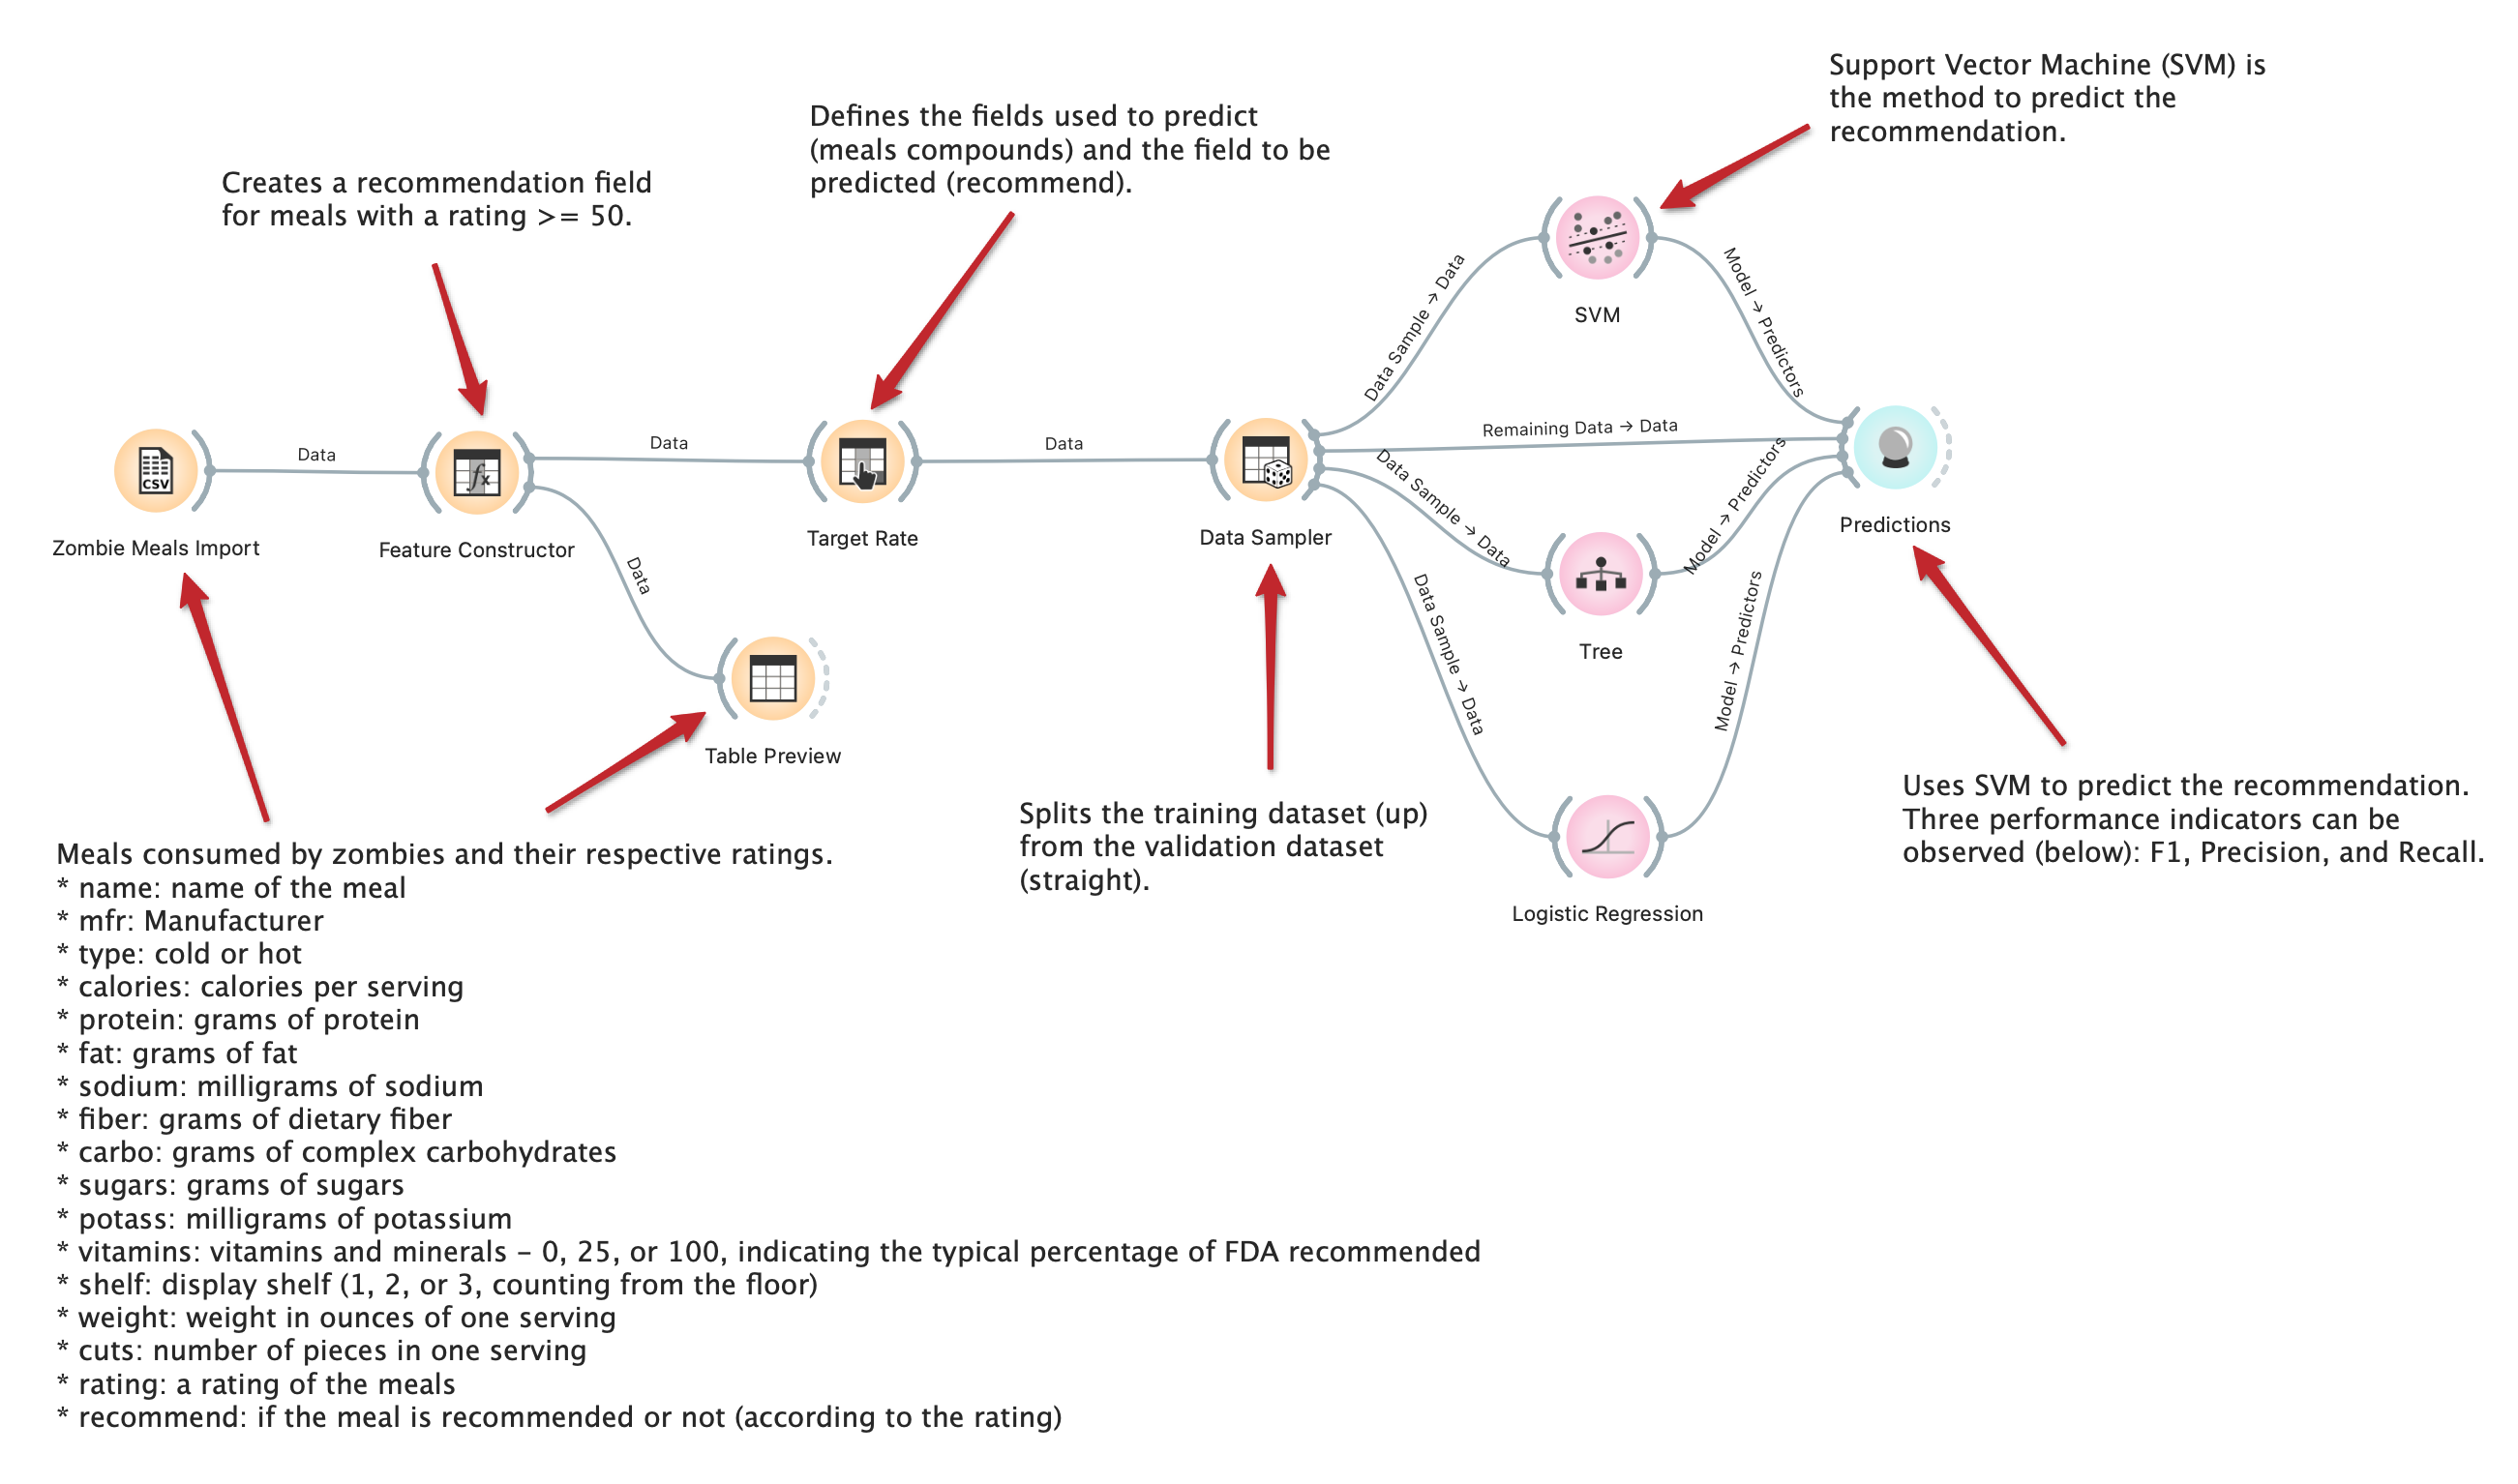 Support Vector Machine (SVM) is
the method to predict the
recommendation.
Defines the fields used to predict
(meals compounds) and the field to be
predicted (recommend).
Creates a recommendation field
for meals with a rating >= 50.
Data Sample → Data
Model → Predictors
SVM
Data
Data
Data
Remaining Data → Data
CSV
fx
Zombie Meals Import
Feature Constructor
Target Rate
Data Sampler
Predictions
Data Sample → Data
Model → Predictors
Data
Tree
Data Sample → Data
Model → Predictors
Table Preview
Logistic Regression
Splits the training dataset (up)
from the validation dataset
(straight).
Uses SVM to predict the recommendation.
Three performance indicators can be
observed (below): F1, Precision, and Recall.
Meals consumed by zombies and their respective ratings.
* name: name of the meal
* mfr: Manufacturer
* type: cold or hot
* calories: calories per serving
* protein: grams of protein
* fat: grams of fat
* sodium: milligrams of sodium
* fiber: grams of dietary fiber
* carbo: grams of complex carbohydrates
* sugars: grams of sugars
* potass: milligrams of potassium
* vitamins: vitamins and minerals – 0, 25, or 100, indicating the typical percentage of FDA recommended
* shelf: display shelf (1, 2, or 3, counting from the floor)
* weight: weight in ounces of one serving
* cuts: number of pieces in one serving
* rating: a rating of the meals
* recommend: if the meal is recommended or not (according to the rating)